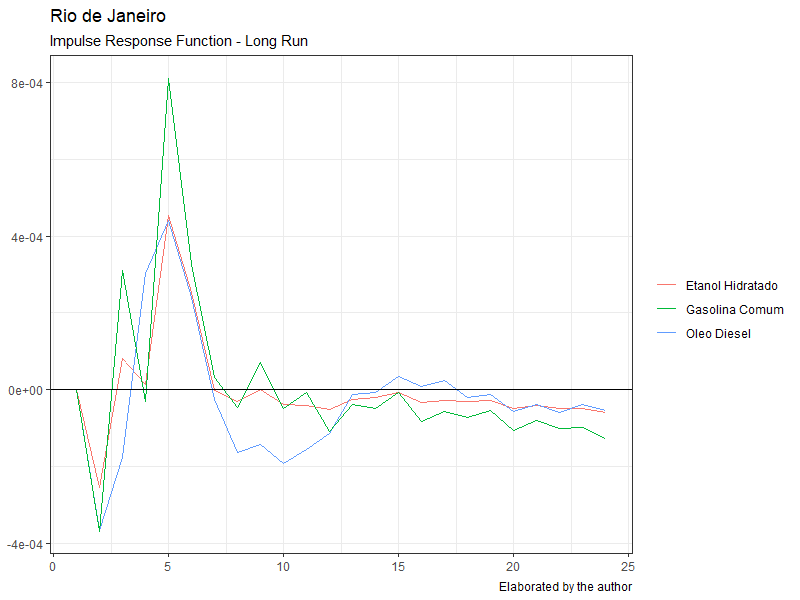 Rio de Janeiro
Impulse Response Function - Long Run
8e-04
4e-04
0e+00
-4e-04
0 5 10 15 20 25
Etanol Hidratado
Gasolina Comum
Oleo Diesel
Elaborated by the author